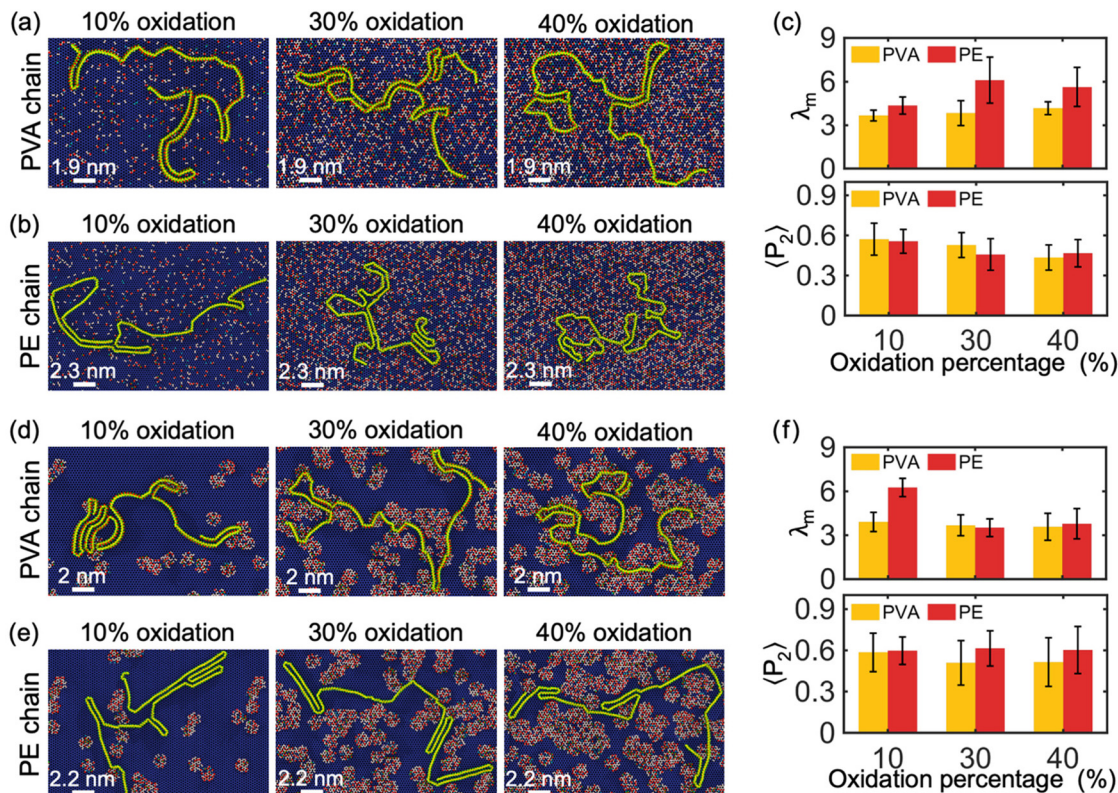 (a) 10% oxidation 30% oxidation 40% oxidation
PVA chain
1.9 nm 1.9 nm 1.9 nm
(b) 10% oxidation 30% oxidation 40% oxidation
PE chain
2.3 nm 2.3 nm 2.3 nm
(c)
9
6
3
0
λm
PVA PE
0.9
0.6
0.3
0
⟨P2⟩
PVA PE
10 30 40
Oxidation percentage (%)
(d) 10% oxidation 30% oxidation 40% oxidation
PVA chain
2 nm 2 nm 2 nm
(e) 10% oxidation 30% oxidation 40% oxidation
PE chain
2.2 nm 2.2 nm 2.2 nm
(f)
9
6
3
0
λm
PVA PE
0.9
0.6
0.3
0
⟨P2⟩
PVA PE
10 30 40
Oxidation percentage (%)